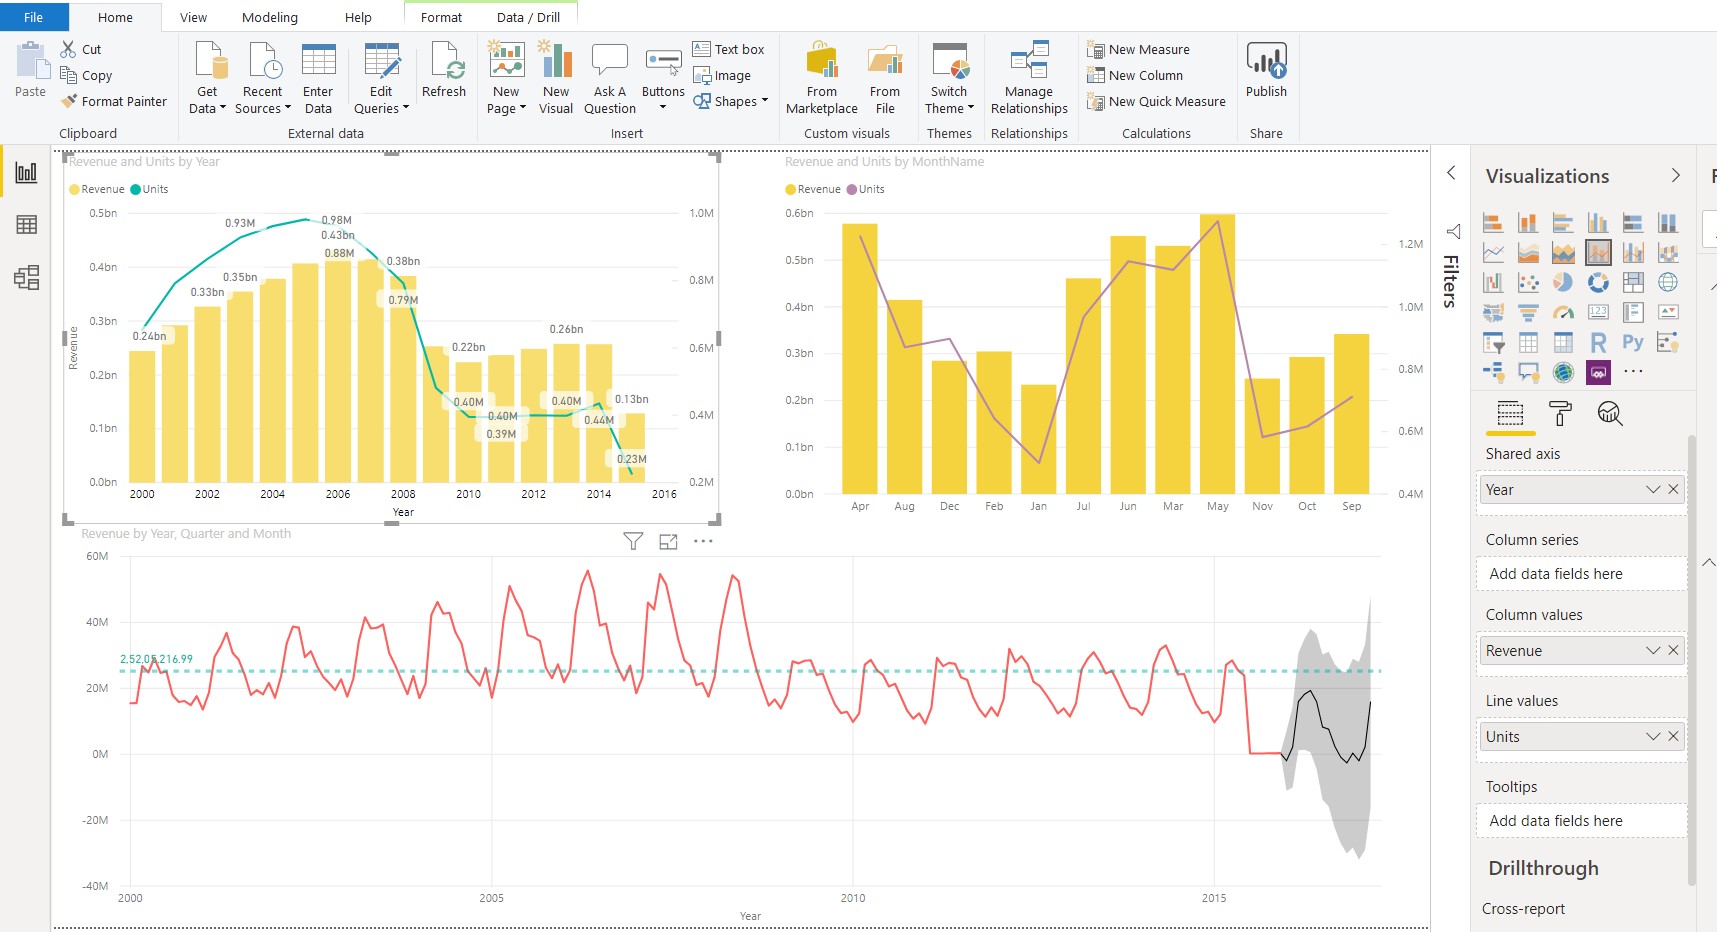 File Home View Modeling Help Format Data / Drill
Paste
Cut
Copy
Format Painter
Get Data
Recent Sources
Enter Data
Edit Queries
Refresh
New Page
New Visual
Ask A Question
Buttons
Text box
Image
Shapes
From Marketplace
From File
Switch Theme
Manage Relationships
New Measure
New Column
New Quick Measure
Publish
Clipboard External data Insert Custom visuals Themes Relationships Calculations Share
Revenue and Units by Year
Revenue Units
0.5bn
0.4bn
0.3bn
0.2bn
0.1bn
0.0bn
Revenue
1.0M
0.8M
0.6M
0.4M
0.2M
0.24bn
0.33bn
0.93M
0.35bn
0.98M
0.43bn
0.88M
0.38bn
0.79M
0.22bn
0.40M
0.40M
0.39M
0.26bn
0.40M
0.44M
0.13bn
0.23M
2000 2002 2004 2006 2008 2010 2012 2014 2016
Year
Revenue and Units by MonthName
Revenue Units
0.6bn
0.5bn
0.4bn
0.3bn
0.2bn
0.1bn
0.0bn
1.2M
1.0M
0.8M
0.6M
0.4M
Apr Aug Dec Feb Jan Jul Jun Mar May Nov Oct Sep
Revenue by Year, Quarter and Month
60M
40M
20M
0M
-20M
-40M
2,52,05,216.99
2000 2005 2010 2015
Year
Filters
Visualizations
R Py
123
Shared axis
Year
Column series
Add data fields here
Column values
Revenue
Line values
Units
Tooltips
Add data fields here
Drillthrough
Cross-report